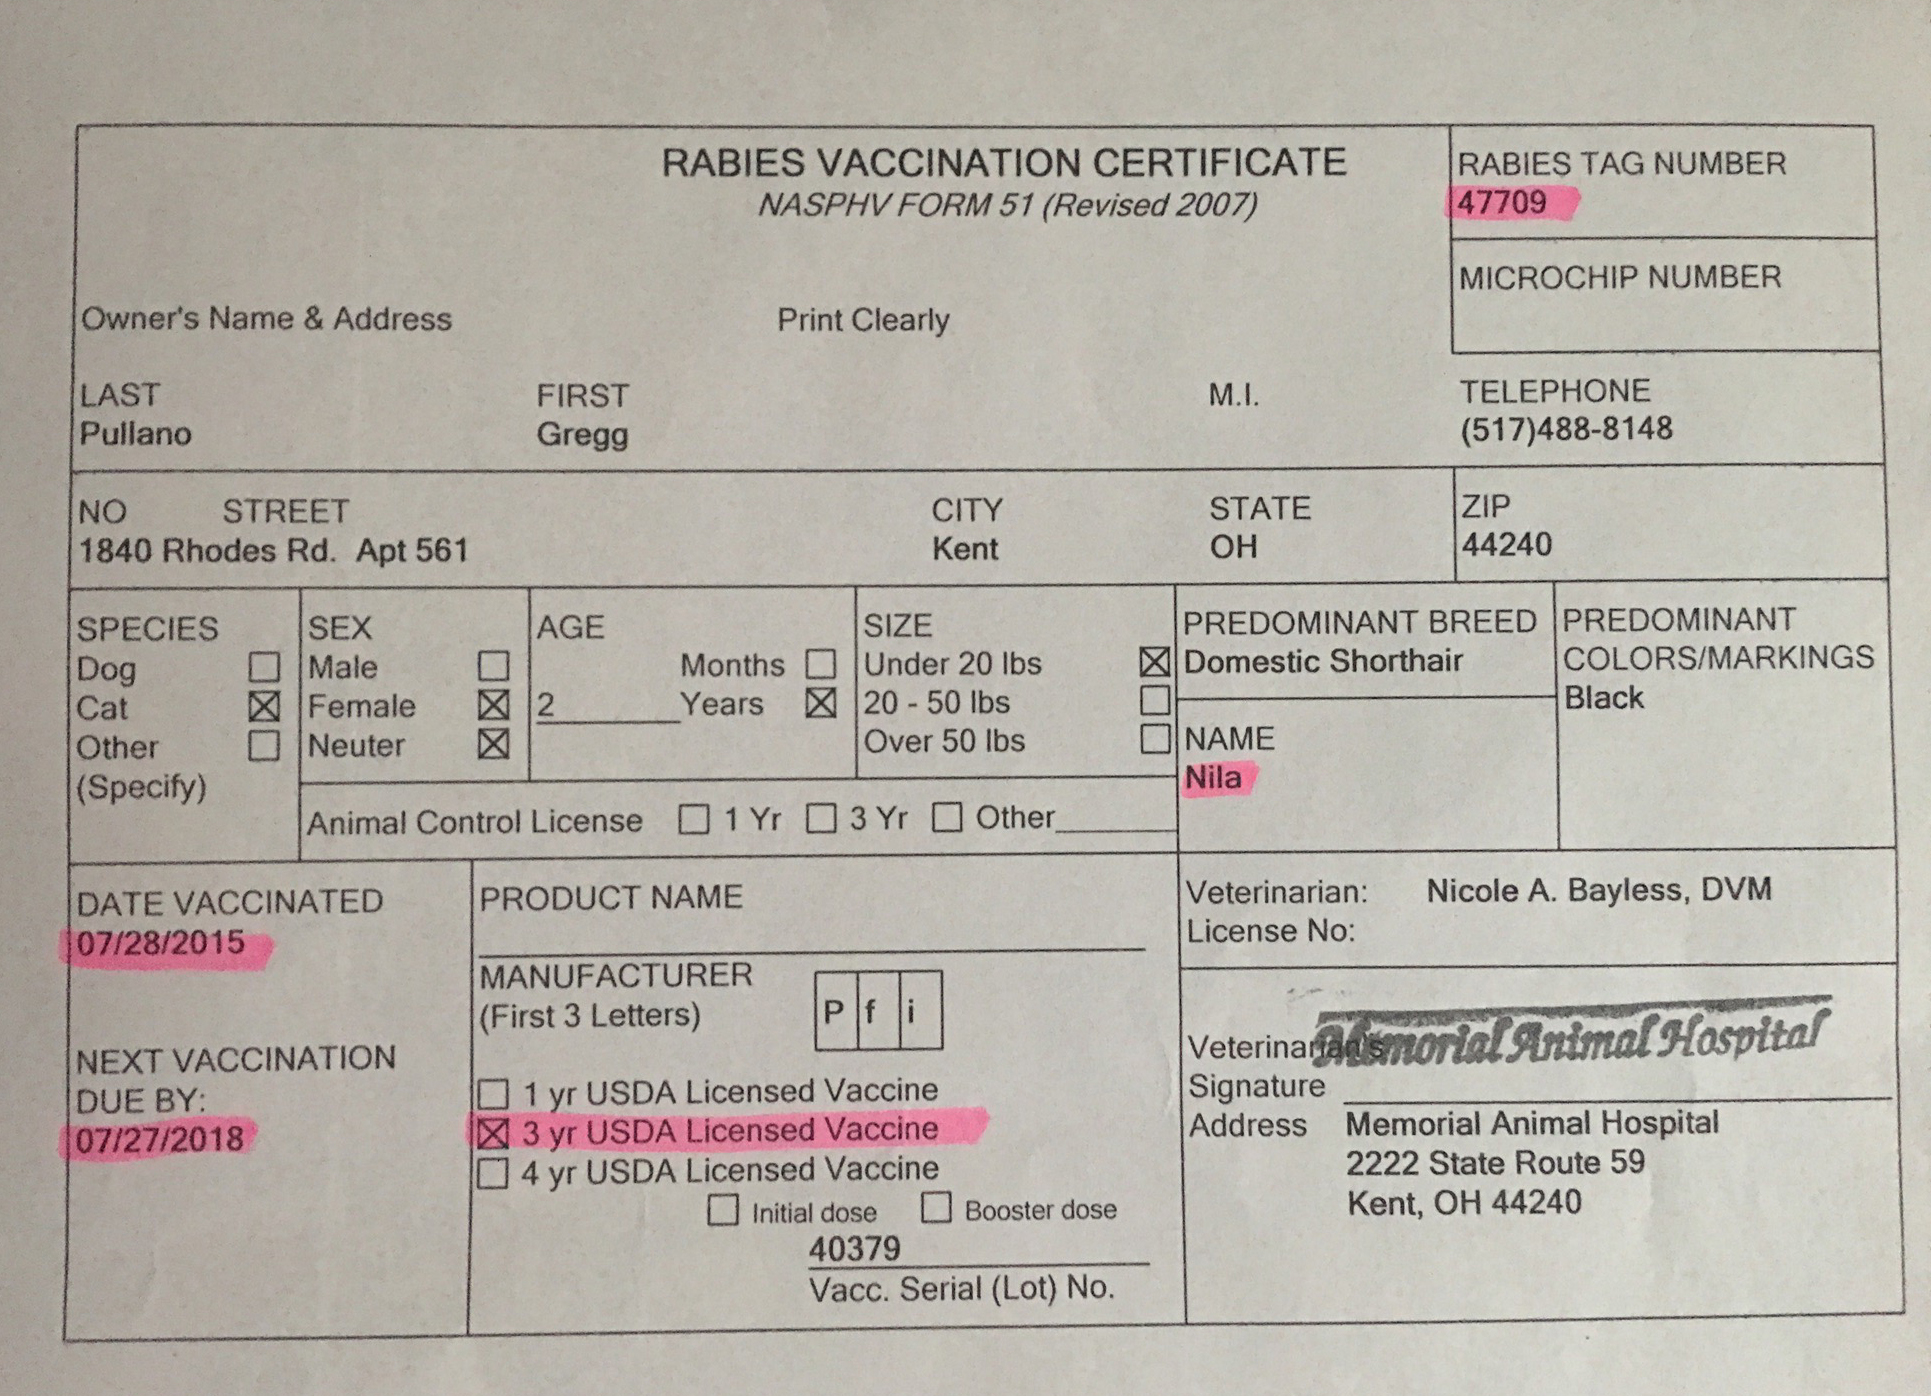 RABIES VACCINATION CERTIFICATE
NASPHV FORM 51 (Revised 2007)
RABIES TAG NUMBER
47709
MICROCHIP NUMBER
Owner's Name & Address Print Clearly
LAST FIRST M.I. TELEPHONE
Pullano Gregg (517)488-8148
NO STREET CITY STATE ZIP
1840 Rhodes Rd. Apt 561 Kent OH 44240
SPECIES
Dog
Cat
Other
(Specify)
SEX
Male
Female
Neuter
AGE
Months
2 Years
SIZE
Under 20 lbs
20 - 50 lbs
Over 50 lbs
PREDOMINANT BREED
Domestic Shorthair
NAME
Nila
PREDOMINANT
COLORS/MARKINGS
Black
Animal Control License 1 Yr 3 Yr Other
DATE VACCINATED
07/28/2015
NEXT VACCINATION
DUE BY:
07/27/2018
PRODUCT NAME
MANUFACTURER
(First 3 Letters) P f i
1 yr USDA Licensed Vaccine
3 yr USDA Licensed Vaccine
4 yr USDA Licensed Vaccine
Initial dose Booster dose
40379
Vacc. Serial (Lot) No.
Veterinarian: Nicole A. Bayless, DVM
License No:
Veterinarian's Memorial Animal Hospital
Signature
Address Memorial Animal Hospital
2222 State Route 59
Kent, OH 44240